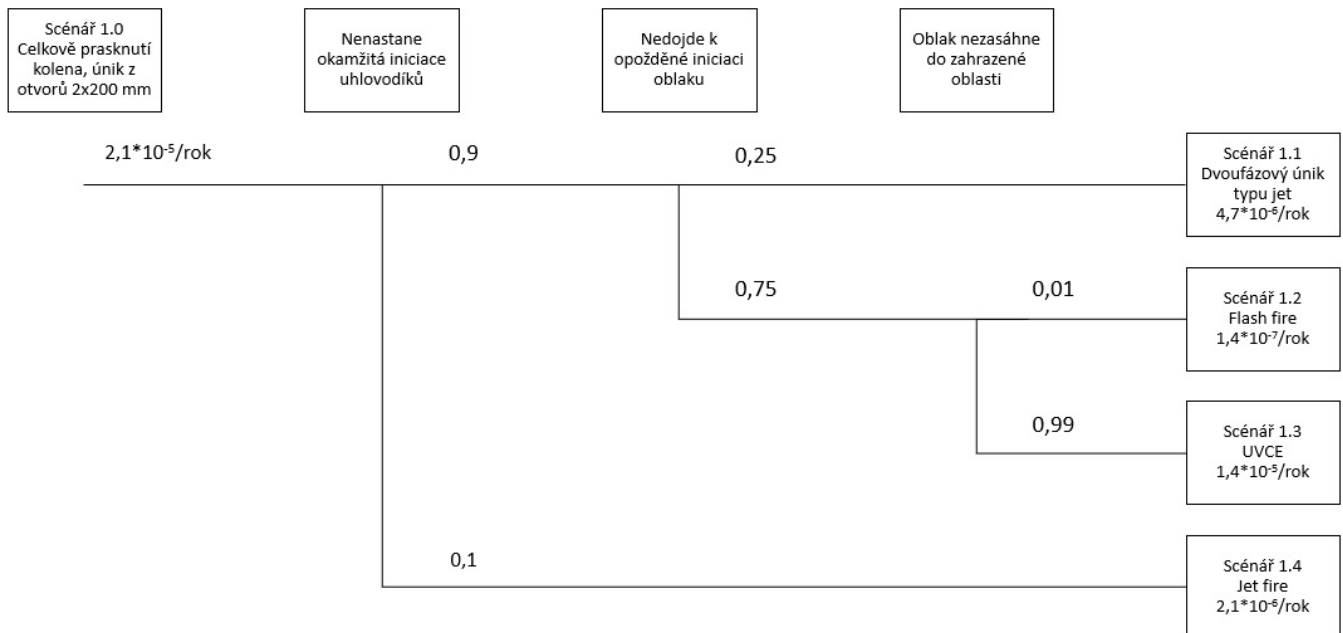 Scénář 1.0
Celkově prasknutí
kolena, únik z
otvorů 2x200 mm
Nenastane
okamžitá iniciace
uhlovodíků
Nedojde k
opožděné iniciaci
oblaku
Oblak nezasáhne
do zahrazené
oblasti
2,1*10⁻⁵/rok
0,9
0,25
Scénář 1.1
Dvoufázový únik
typu jet
4,7*10⁻⁶/rok
0,75
0,01
Scénář 1.2
Flash fire
1,4*10⁻⁷/rok
0,99
Scénář 1.3
UVCE
1,4*10⁻⁵/rok
0,1
Scénář 1.4
Jet fire
2,1*10⁻⁶/rok